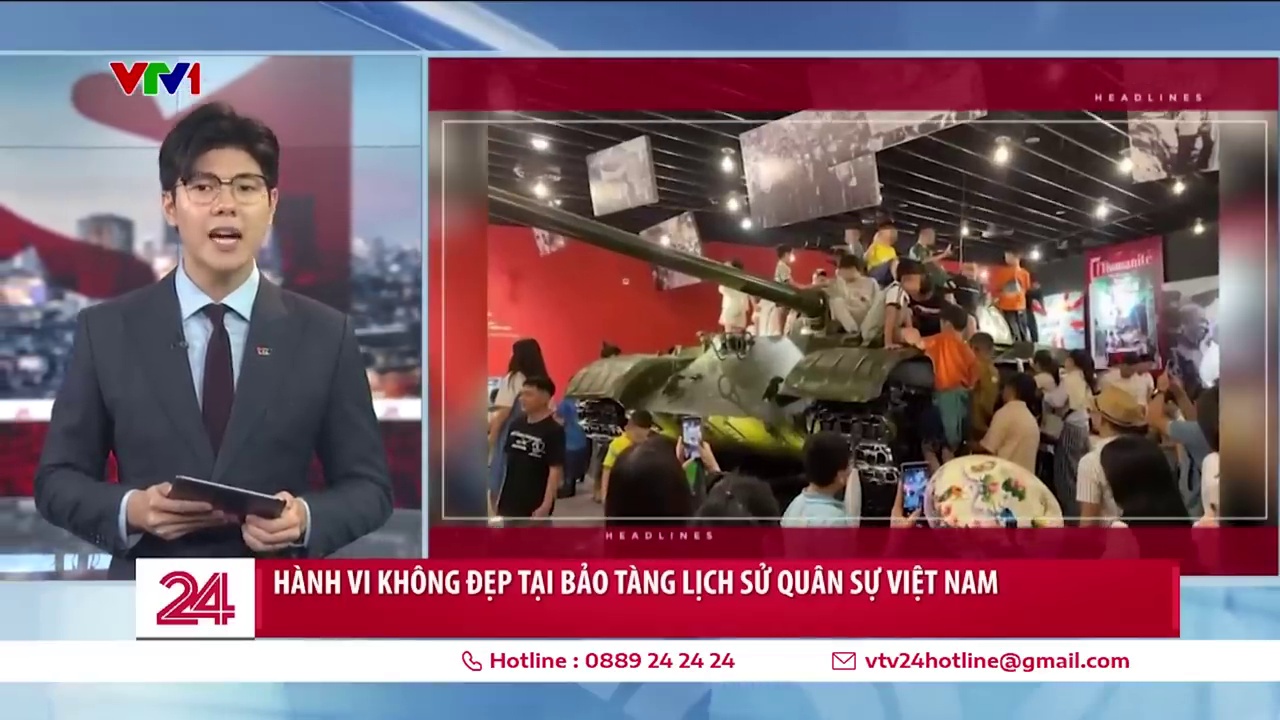 VTV1
HEADLINES
l'Humanité
HEADLINES
24
HÀNH VI KHÔNG ĐẸP TẠI BẢO TÀNG LỊCH SỬ QUÂN SỰ VIỆT NAM
Hotline : 0889 24 24 24
vtv24hotline@gmail.com